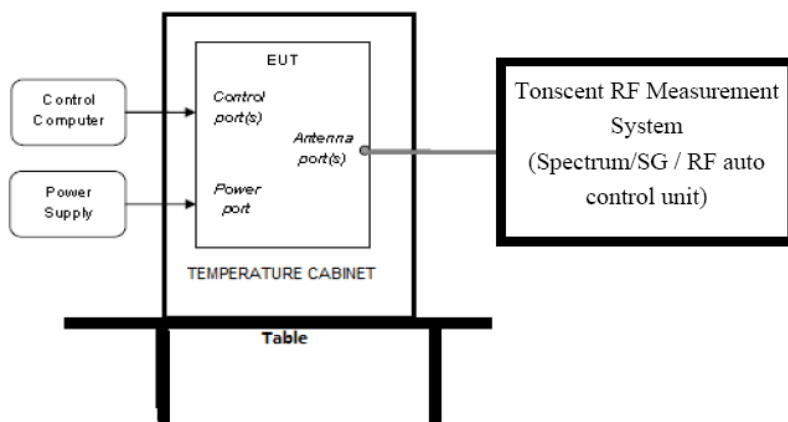 EUT
Control
Computer
Control
port(s)
Antenna
port(s)
Power
Supply
Power
port
TEMPERATURE CABINET
Table
Tonscent RF Measurement
System
(Spectrum/SG / RF auto
control unit)